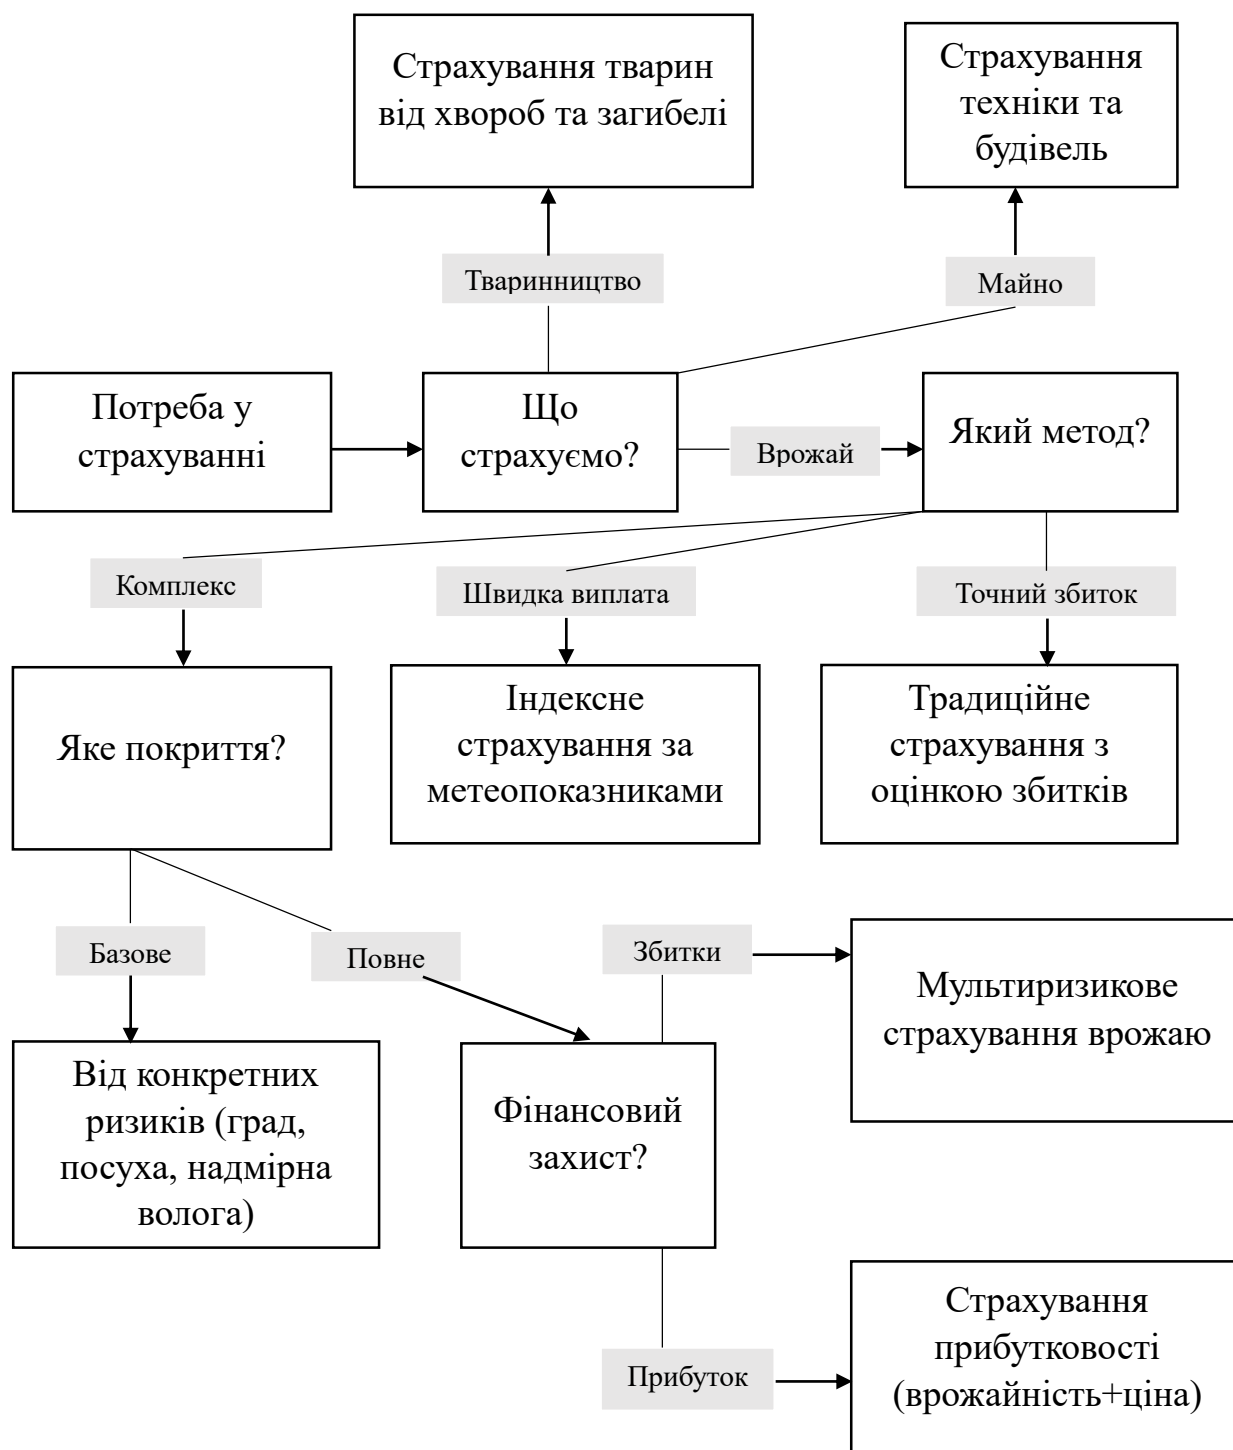 Страхування тварин
від хвороб та загибелі
Страхування
техніки та
будівель
Тваринництво
Майно
Потреба у
страхуванні
Що
страхуємо?
Врожай
Який метод?
Комплекс
Швидка виплата
Точний збиток
Яке покриття?
Індексне
страхування за
метеопоказниками
Традиційне
страхування з
оцінкою збитків
Базове
Повне
Збитки
Мультиризикове
страхування врожаю
Від конкретних
ризиків (град,
посуха, надмірна
волога)
Фінансовий
захист?
Прибуток
Страхування
прибутковості
(врожайність+ціна)